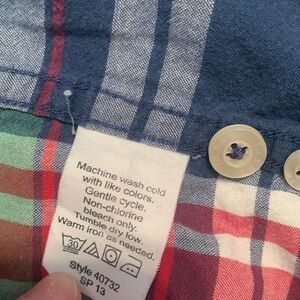 Machine wash cold
with like colors.
Gentle cycle.
Non-chlorine
bleach only.
Tumble dry low.
Warm iron as needed.
30
Style 40732
SP 13